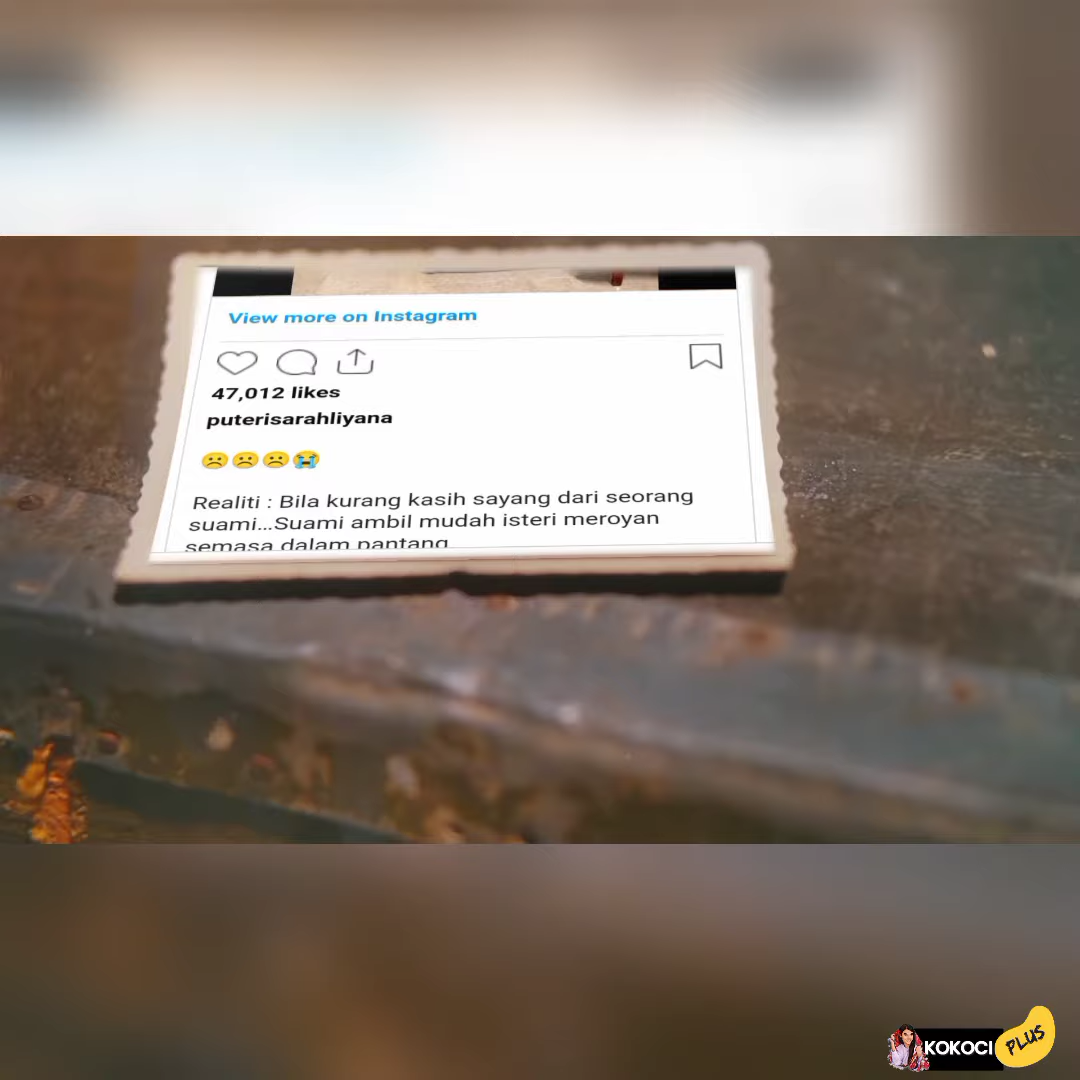 View more on Instagram
47,012 likes
puterisarahliyana
☹️☹️☹️😭
Realiti : Bila kurang kasih sayang dari seorang
suami...Suami ambil mudah isteri meroyan
semasa dalam pantang
KOKOCI PLUS